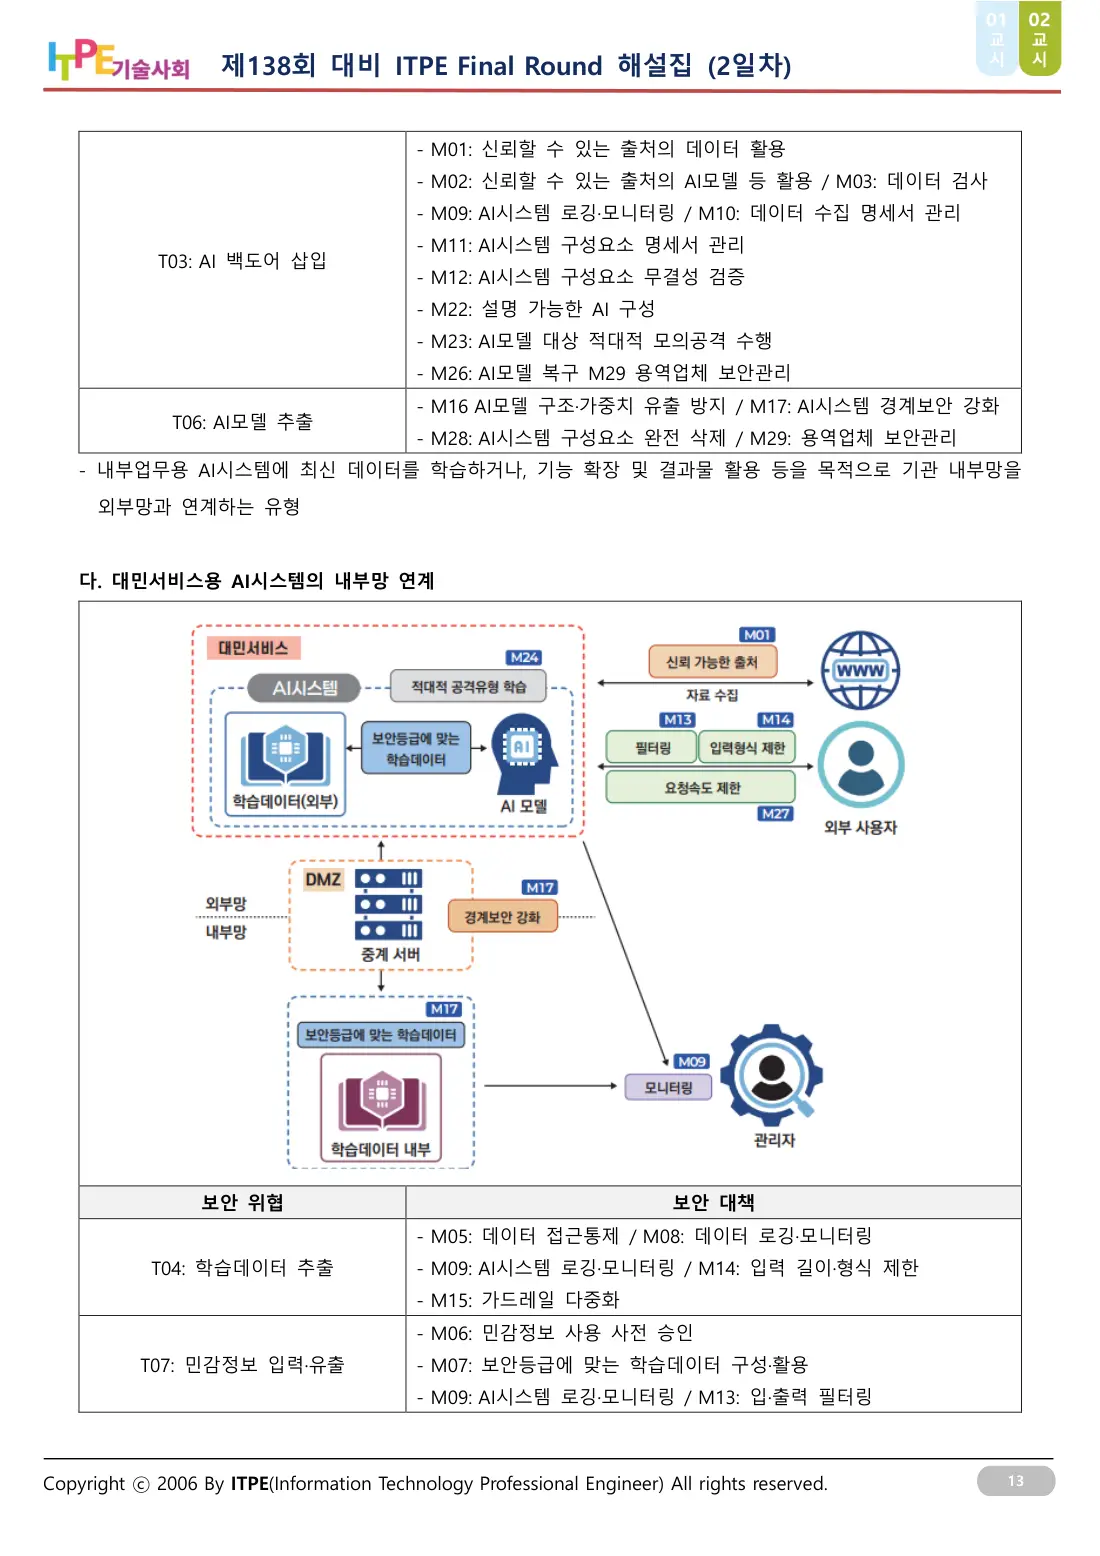 01
교
시
02
교
시
ITPE기술사회 제138회 대비 ITPE Final Round 해설집 (2일차)
- M01: 신뢰할 수 있는 출처의 데이터 활용
- M02: 신뢰할 수 있는 출처의 AI모델 등 활용 / M03: 데이터 검사
- M09: AI시스템 로깅·모니터링 / M10: 데이터 수집 명세서 관리
- M11: AI시스템 구성요소 명세서 관리
T03: AI 백도어 삽입
- M12: AI시스템 구성요소 무결성 검증
- M22: 설명 가능한 AI 구성
- M23: AI모델 대상 적대적 모의공격 수행
- M26: AI모델 복구 M29 용역업체 보안관리
T06: AI모델 추출
- M16 AI모델 구조·가중치 유출 방지 / M17: AI시스템 경계보안 강화
- M28: AI시스템 구성요소 완전 삭제 / M29: 용역업체 보안관리
- 내부업무용 AI시스템에 최신 데이터를 학습하거나, 기능 확장 및 결과물 활용 등을 목적으로 기관 내부망을
외부망과 연계하는 유형
다. 대민서비스용 AI시스템의 내부망 연계
대민서비스
M24
AI시스템
적대적 공격유형 학습
보안등급에 맞는
학습데이터
AI
학습데이터(외부)
AI 모델
M01
신뢰 가능한 출처
자료 수집
WWW
M13
M14
필터링
입력형식 제한
요청속도 제한
M27
외부 사용자
DMZ
M17
외부망
경계보안 강화
내부망
중계 서버
M17
보안등급에 맞는 학습데이터
학습데이터 내부
M09
모니터링
관리자
보안 위협
보안 대책
T04: 학습데이터 추출
- M05: 데이터 접근통제 / M08: 데이터 로깅·모니터링
- M09: AI시스템 로깅·모니터링 / M14: 입력 길이·형식 제한
- M15: 가드레일 다중화
T07: 민감정보 입력·유출
- M06: 민감정보 사용 사전 승인
- M07: 보안등급에 맞는 학습데이터 구성·활용
- M09: AI시스템 로깅·모니터링 / M13: 입·출력 필터링
Copyright ⓒ 2006 By ITPE(Information Technology Professional Engineer) All rights reserved.
13